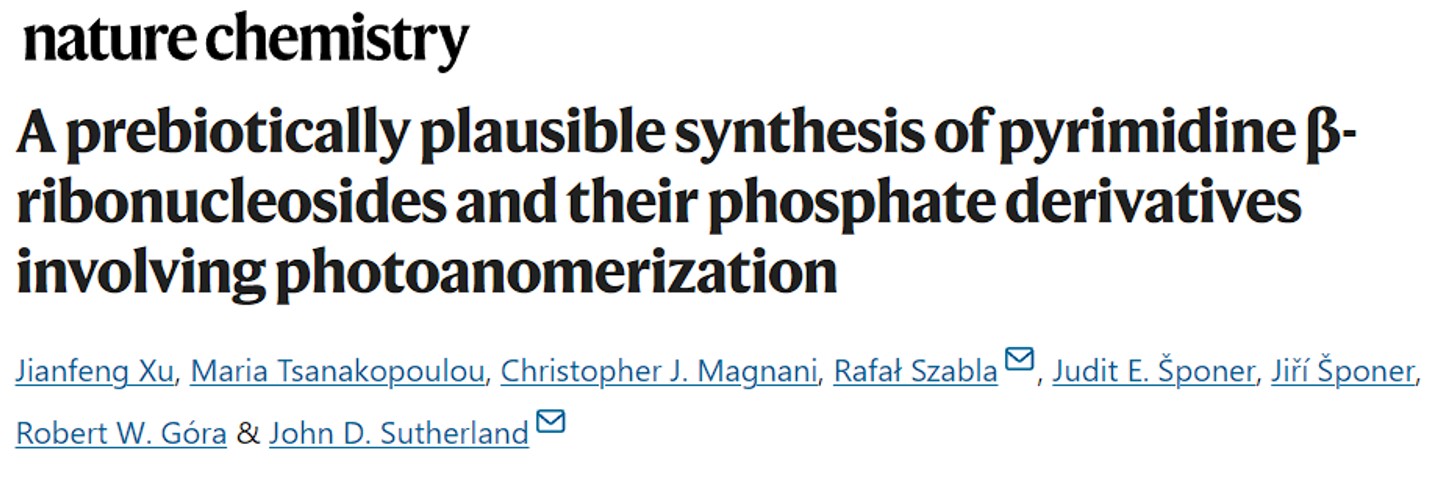 nature chemistry
A prebiotically plausible synthesis of pyrimidine β-
ribonucleosides and their phosphate derivatives
involving photoanomerization
Jianfeng Xu, Maria Tsanakopoulou, Christopher J. Magnani, Rafał Szabla, Judit E. Šponer, Jiří Šponer,
Robert W. Góra & John D. Sutherland